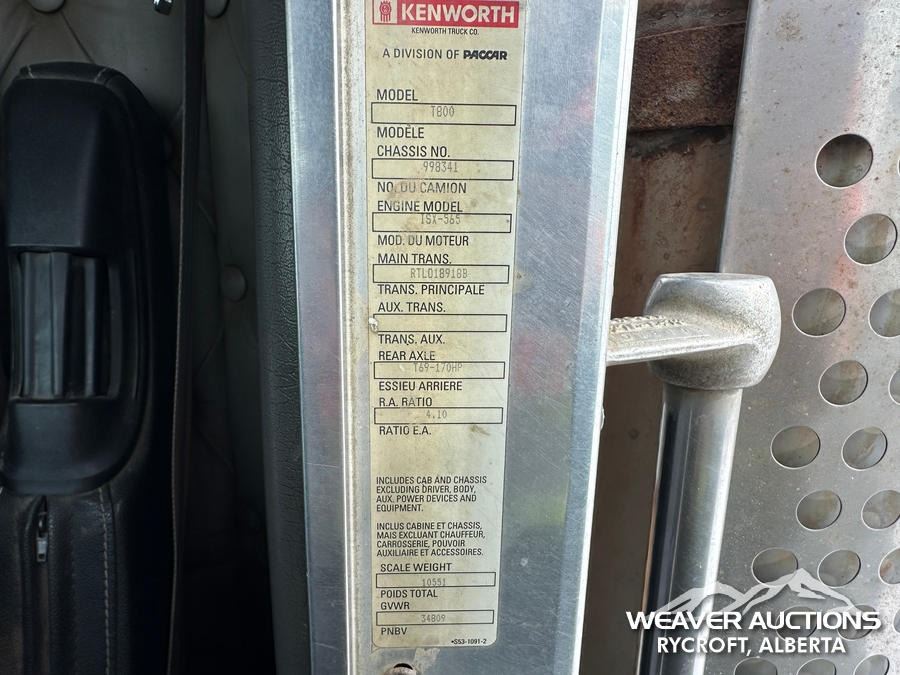 KENWORTH
KENWORTH TRUCK CO.
A DIVISION OF PACCAR
MODEL
T800
MODÈLE
CHASSIS NO.
998341
NO. DU CAMION
ENGINE MODEL
ISX-565
MOD. DU MOTEUR
MAIN TRANS.
RTLO18918B
TRANS. PRINCIPALE
AUX. TRANS.
TRANS. AUX.
REAR AXLE
T69-170HP
ESSIEU ARRIERE
R.A. RATIO
4.10
RATIO E.A.
INCLUDES CAB AND CHASSIS
EXCLUDING DRIVER, BODY,
AUX. POWER DEVICES AND
EQUIPMENT.
INCLUS CABINE ET CHASSIS,
MAIS EXCLUANT CHAUFFEUR,
CARROSSERIE, POUVOIR
AUXILIAIRE ET ACCESSOIRES.
SCALE WEIGHT
10551
POIDS TOTAL
GVWR
34809
PNBV
•S53-1091-2
WEAVER AUCTIONS
RYCROFT, ALBERTA